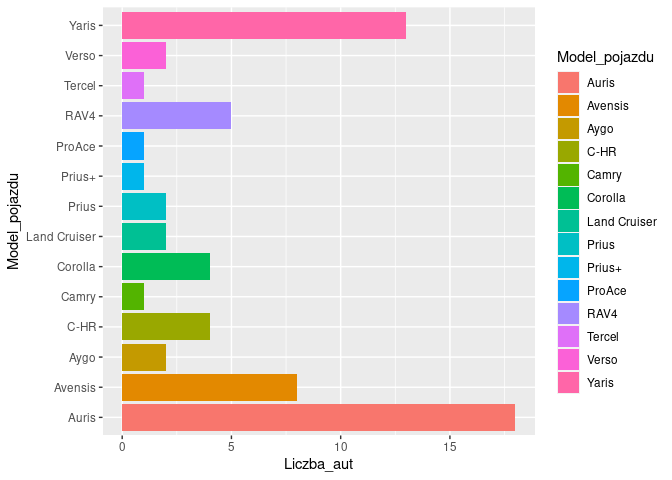 Yaris
Verso
Tercel
RAV4
ProAce
Prius+
Prius
Land Cruiser
Corolla
Camry
C-HR
Aygo
Avensis
Auris
Model_pojazdu
0 5 10 15
Liczba_aut
Model_pojazdu
Auris
Avensis
Aygo
C-HR
Camry
Corolla
Land Cruiser
Prius
Prius+
ProAce
RAV4
Tercel
Verso
Yaris